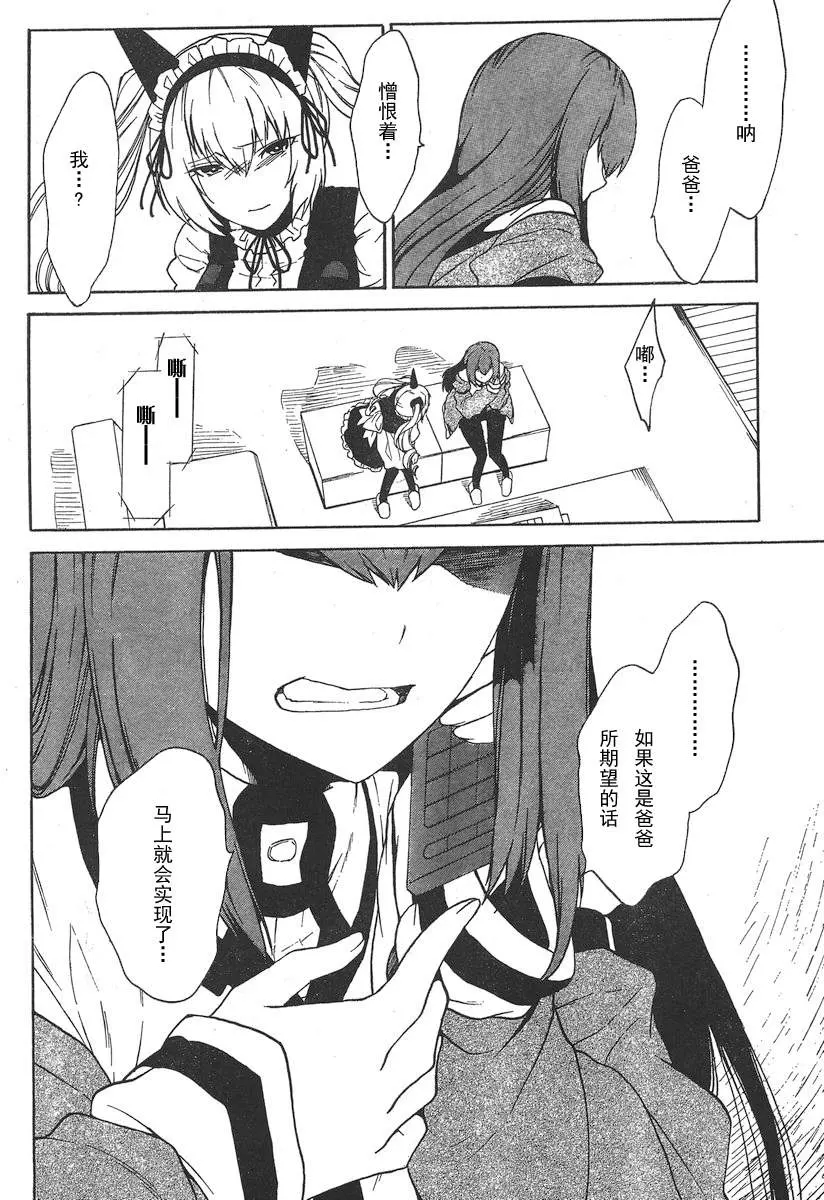 …………呐
爸爸…
憎恨着…
我…?
嘟…
嘶——
嘶——
…………
如果这是爸爸
所期望的话
马上就会实现了…